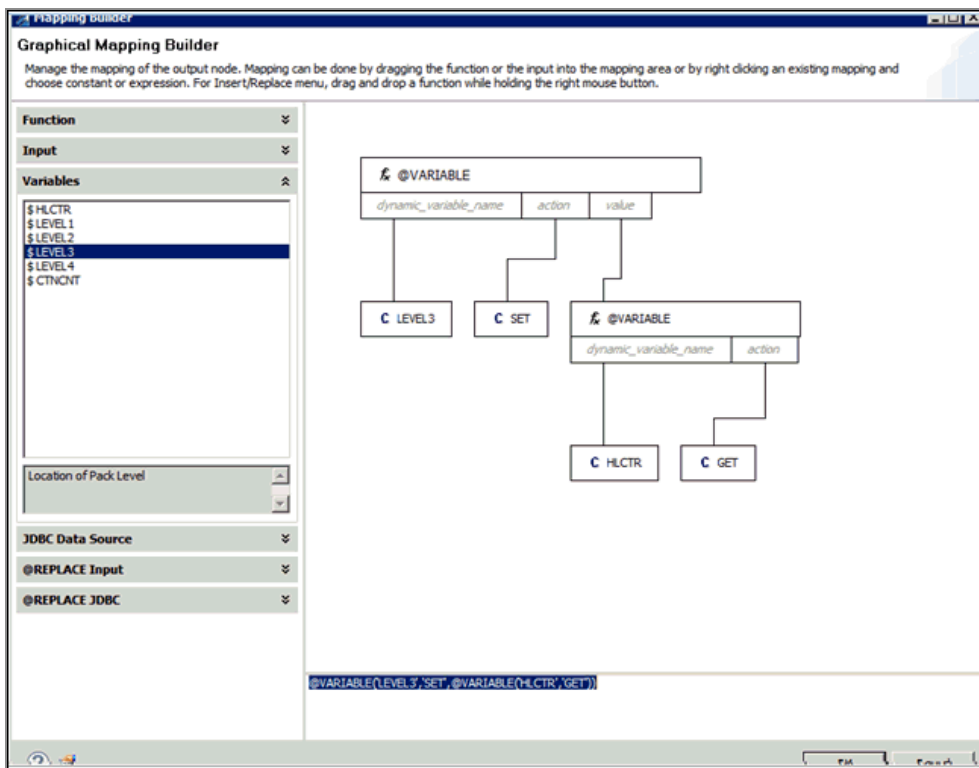 Mapping Builder
Graphical Mapping Builder
Manage the mapping of the output node. Mapping can be done by dragging the function or the input into the mapping area or by right clicking an existing mapping and
choose constant or expression. For Insert/Replace menu, drag and drop a function while holding the right mouse button.
Function
Input
Variables
$ HLCTR
$ LEVEL1
$ LEVEL2
$ LEVEL3
$ LEVEL4
$ CTNCNT
Location of Pack Level
JDBC Data Source
@REPLACE Input
@REPLACE JDBC
fx @VARIABLE
dynamic_variable_name action value
C LEVEL3 C SET fx @VARIABLE
dynamic_variable_name action
C HLCTR C GET
@VARIABLE('LEVEL3','SET',@VARIABLE('HLCTR','GET'))